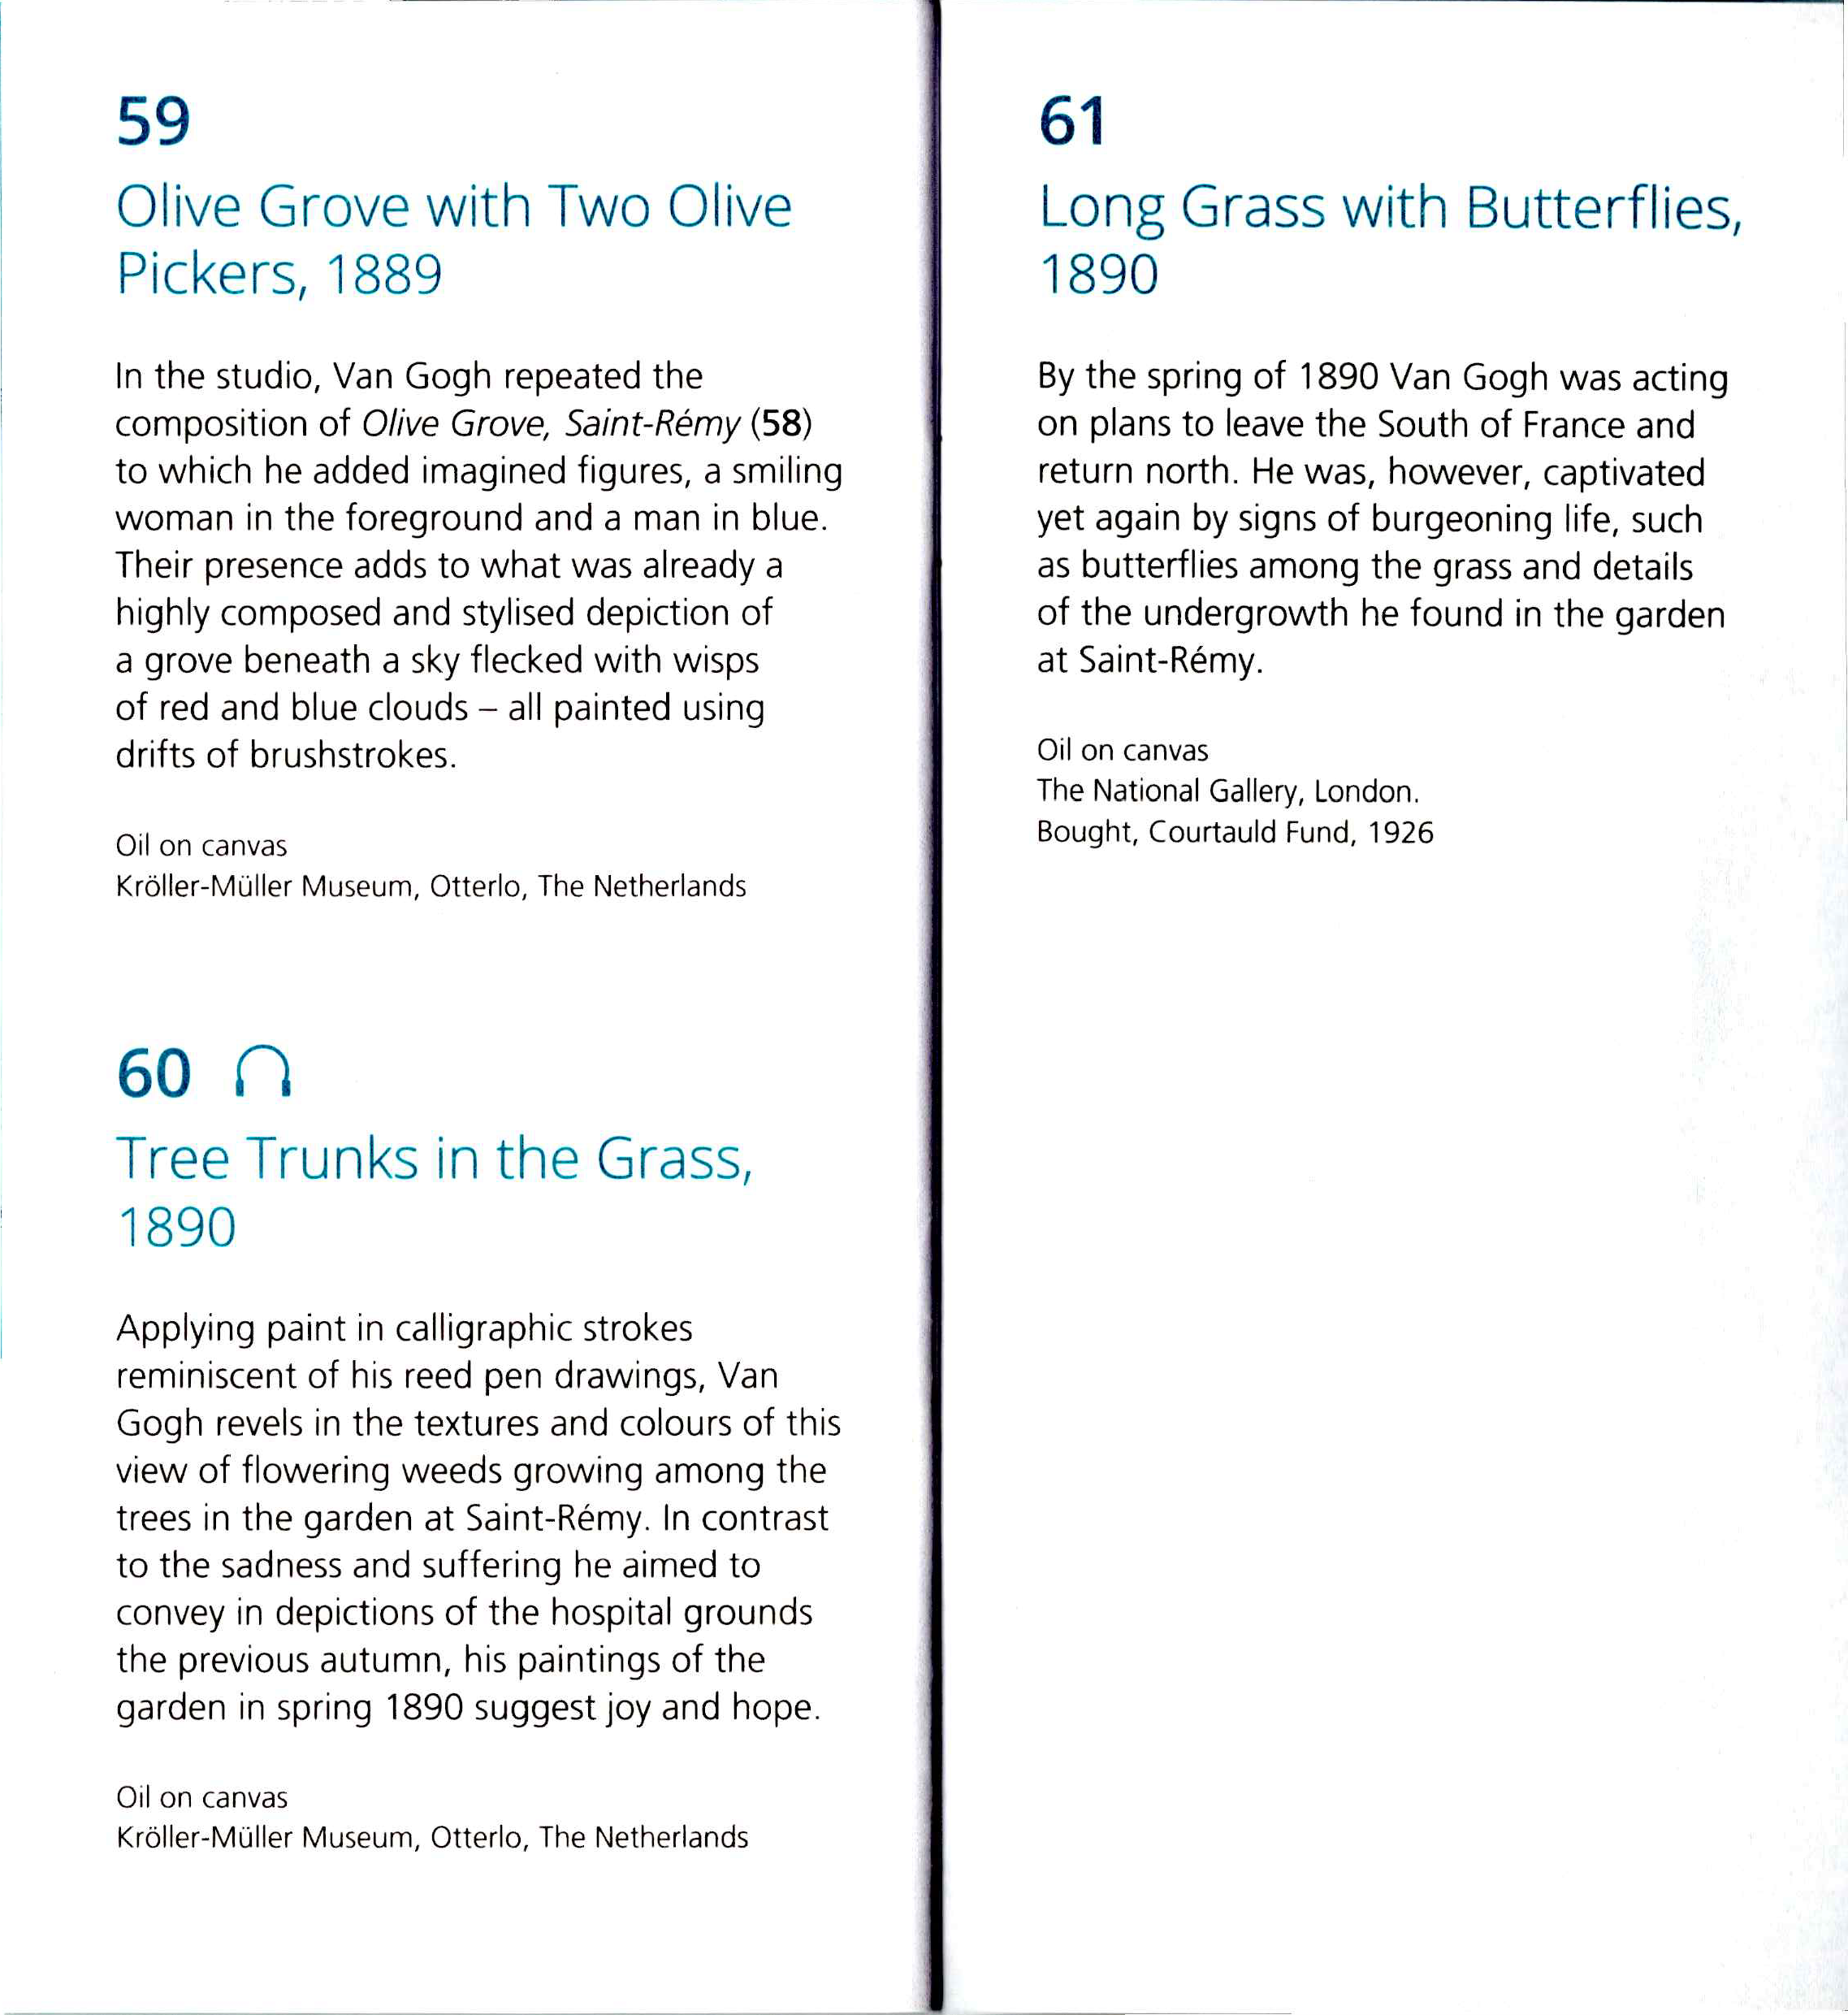 59
Olive Grove with Two Olive
Pickers, 1889
In the studio, Van Gogh repeated the
composition of Olive Grove, Saint-Rémy (58)
to which he added imagined figures, a smiling
woman in the foreground and a man in blue.
Their presence adds to what was already a
highly composed and stylised depiction of
a grove beneath a sky flecked with wisps
of red and blue clouds – all painted using
drifts of brushstrokes.
Oil on canvas
Kröller-Müller Museum, Otterlo, The Netherlands
60
Tree Trunks in the Grass,
1890
Applying paint in calligraphic strokes
reminiscent of his reed pen drawings, Van
Gogh revels in the textures and colours of this
view of flowering weeds growing among the
trees in the garden at Saint-Rémy. In contrast
to the sadness and suffering he aimed to
convey in depictions of the hospital grounds
the previous autumn, his paintings of the
garden in spring 1890 suggest joy and hope.
Oil on canvas
Kröller-Müller Museum, Otterlo, The Netherlands
61
Long Grass with Butterflies,
1890
By the spring of 1890 Van Gogh was acting
on plans to leave the South of France and
return north. He was, however, captivated
yet again by signs of burgeoning life, such
as butterflies among the grass and details
of the undergrowth he found in the garden
at Saint-Rémy.
Oil on canvas
The National Gallery, London.
Bought, Courtauld Fund, 1926